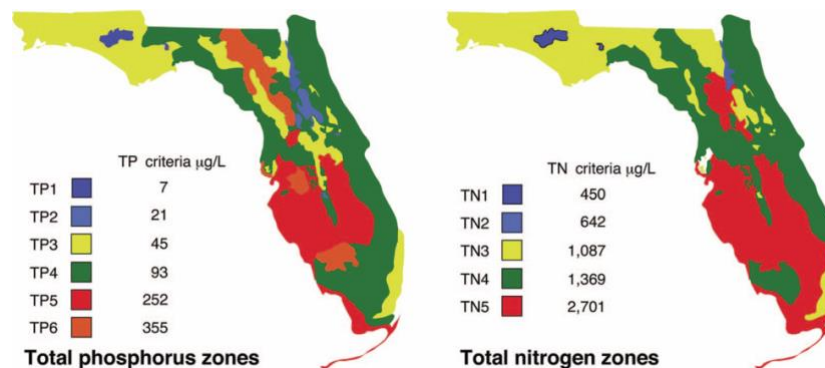 TP criteria µg/L
TP1 7
TP2 21
TP3 45
TP4 93
TP5 252
TP6 355
Total phosphorus zones
TN criteria µg/L
TN1 450
TN2 642
TN3 1,087
TN4 1,369
TN5 2,701
Total nitrogen zones